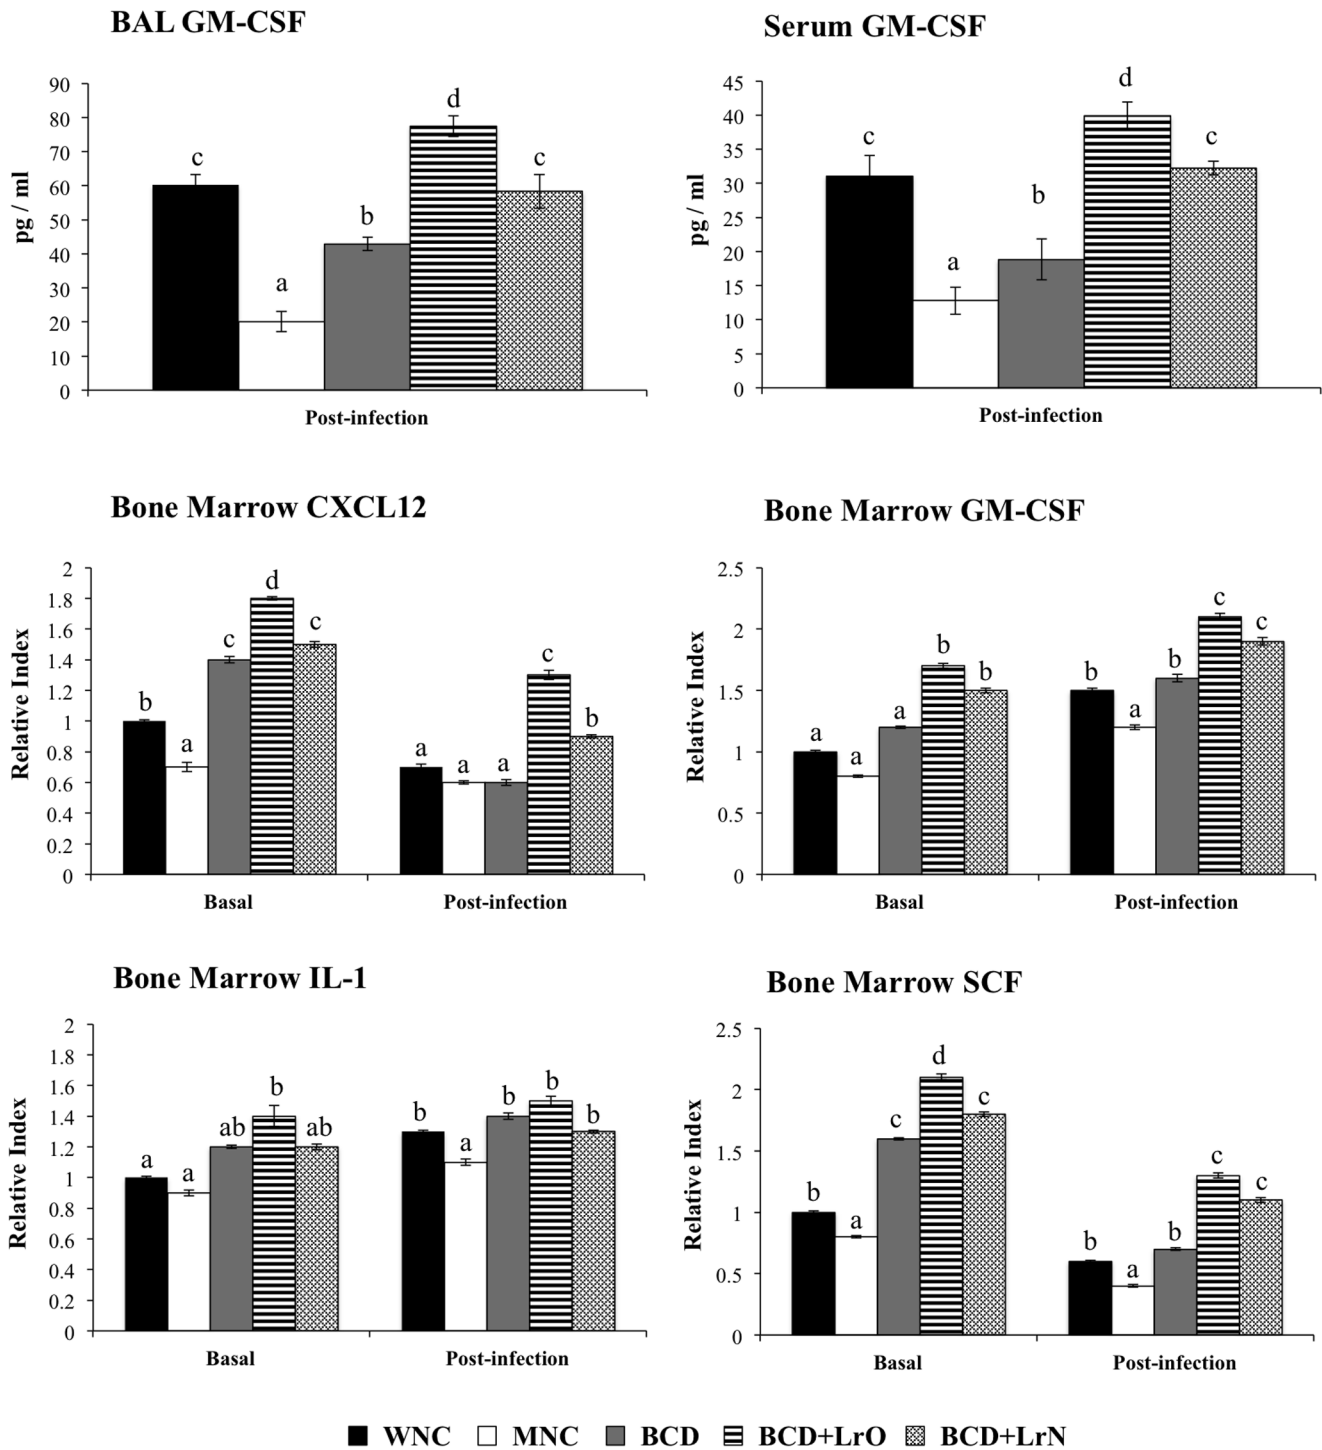 BAL GM-CSF
90
80
70
60
50
40
30
20
10
0
pg / ml
c
a
b
d
c
Post-infection
Serum GM-CSF
45
40
35
30
25
20
15
10
5
0
pg / ml
c
a
b
d
c
Post-infection
Bone Marrow CXCL12
2
1.8
1.6
1.4
1.2
1
0.8
0.6
0.4
0.2
0
Relative Index
b
a
c
d
c
a
a
a
c
b
Basal
Post-infection
Bone Marrow GM-CSF
2.5
2
1.5
1
0.5
0
Relative Index
a
a
a
b
b
b
a
b
c
c
Basal
Post-infection
Bone Marrow IL-1
2
1.8
1.6
1.4
1.2
1
0.8
0.6
0.4
0.2
0
Relative Index
a
a
ab
b
ab
b
a
b
b
b
Basal
Post-infection
Bone Marrow SCF
2.5
2
1.5
1
0.5
0
Relative Index
b
a
c
d
c
b
a
b
c
c
Basal
Post-infection
WNC MNC BCD BCD+LrO BCD+LrN